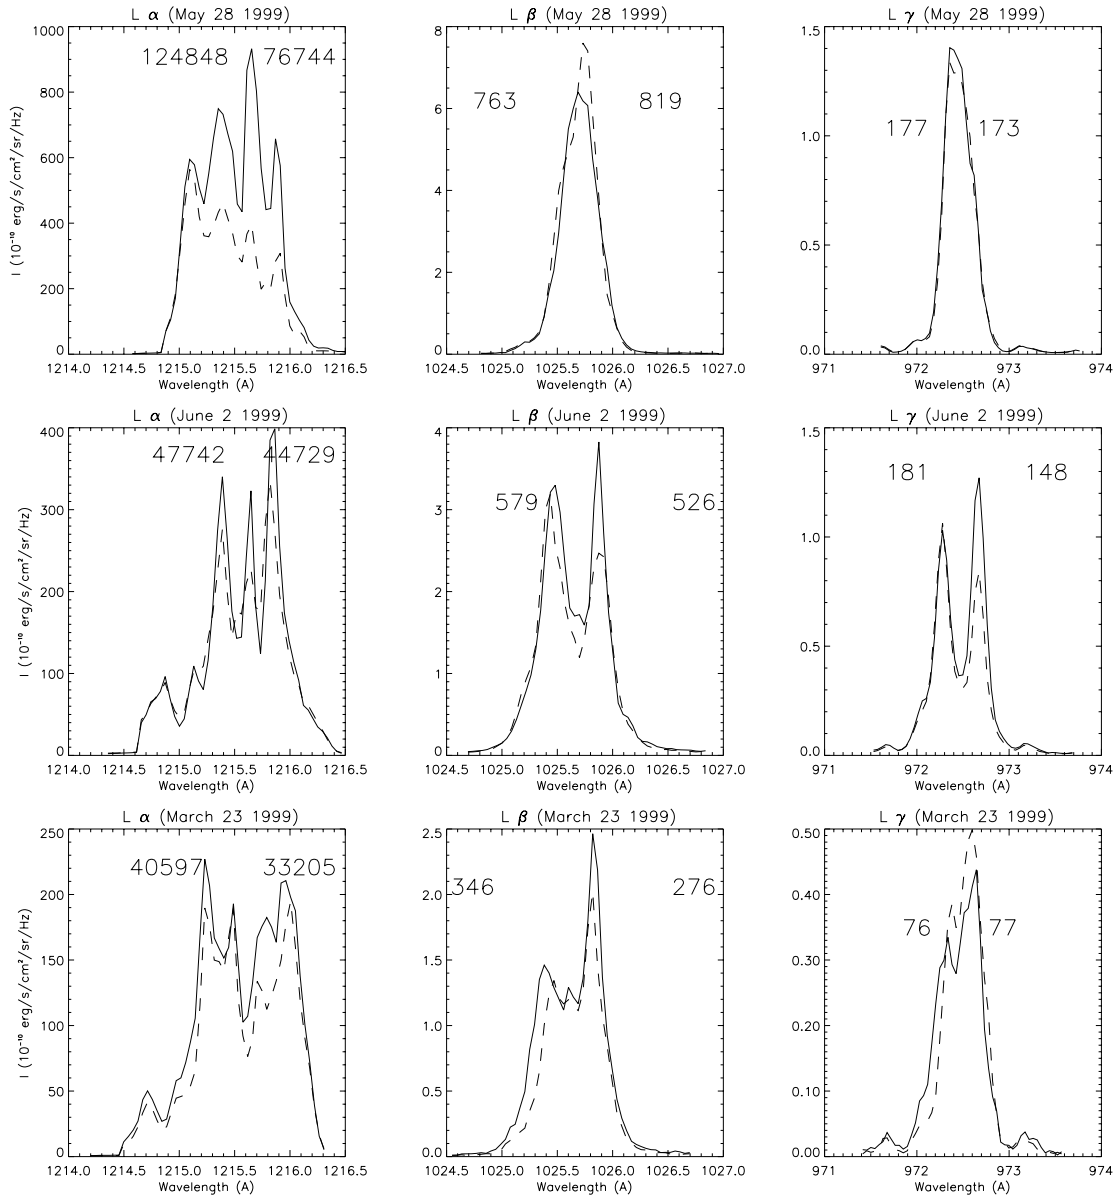 L α (May 28 1999)
L β (May 28 1999)
L γ (May 28 1999)
1000
800
600
400
200
0
I (10⁻¹⁰ erg/s/cm²/sr/Hz)
124848 76744
1214.0 1214.5 1215.0 1215.5 1216.0 1216.5
Wavelength (A)
8
6
4
2
0
763 819
1024.5 1025.0 1025.5 1026.0 1026.5 1027.0
Wavelength (A)
1.5
1.0
0.5
0.0
177 173
971 972 973 974
Wavelength (A)
L α (June 2 1999)
L β (June 2 1999)
L γ (June 2 1999)
400
300
200
100
0
I (10⁻¹⁰ erg/s/cm²/sr/Hz)
47742 44729
1214.0 1214.5 1215.0 1215.5 1216.0 1216.5
Wavelength (A)
4
3
2
1
0
579 526
1024.5 1025.0 1025.5 1026.0 1026.5 1027.0
Wavelength (A)
1.5
1.0
0.5
0.0
181 148
971 972 973 974
Wavelength (A)
L α (March 23 1999)
L β (March 23 1999)
L γ (March 23 1999)
250
200
150
100
50
0
I (10⁻¹⁰ erg/s/cm²/sr/Hz)
40597 33205
1214.0 1214.5 1215.0 1215.5 1216.0 1216.5
Wavelength (A)
2.5
2.0
1.5
1.0
0.5
0.0
346 276
1024.5 1025.0 1025.5 1026.0 1026.5 1027.0
Wavelength (A)
0.50
0.40
0.30
0.20
0.10
0.00
76 77
971 972 973 974
Wavelength (A)